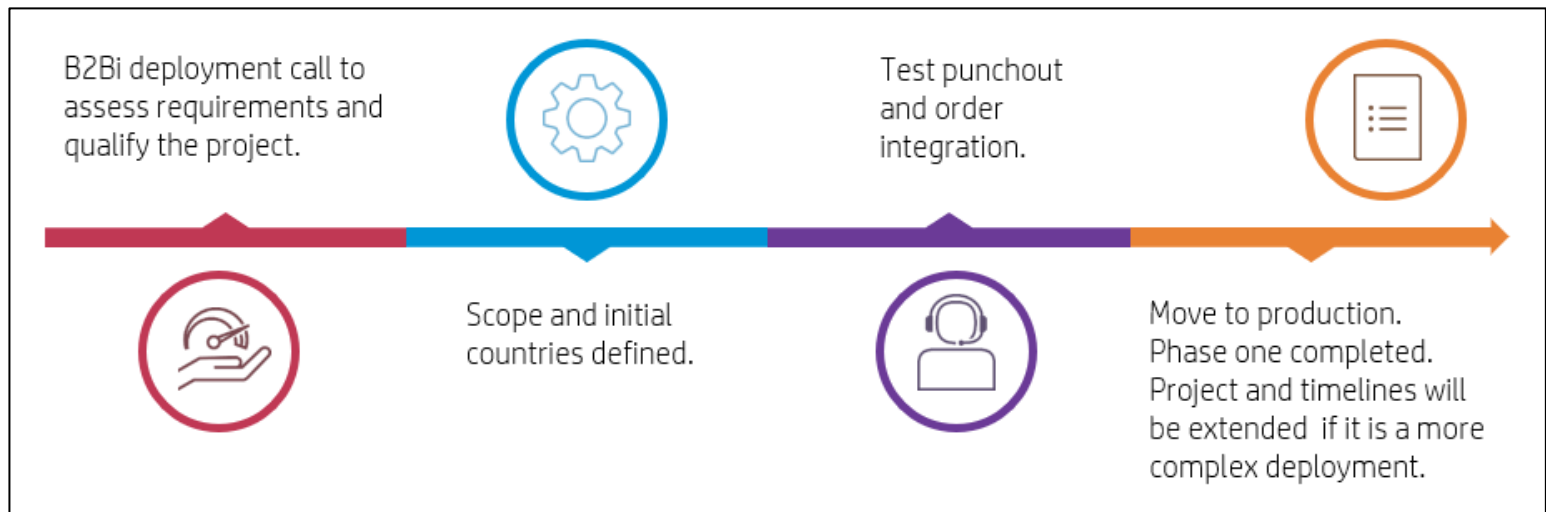 B2Bi deployment call to
assess requirements and
qualify the project.
Scope and initial
countries defined.
Test punchout
and order
integration.
Move to production.
Phase one completed.
Project and timelines will
be extended  if it is a more
complex deployment.